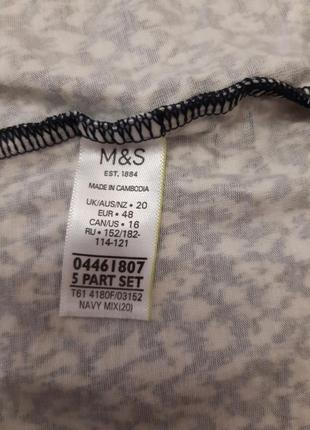 M&S
EST. 1884
MADE IN CAMBODIA
UK/AUS/NZ • 20
EUR • 48
CAN/US • 16
RU • 152/182-
114-121
04461807
5 PART SET
T61 4180F/03152
NAVY MIX(20)